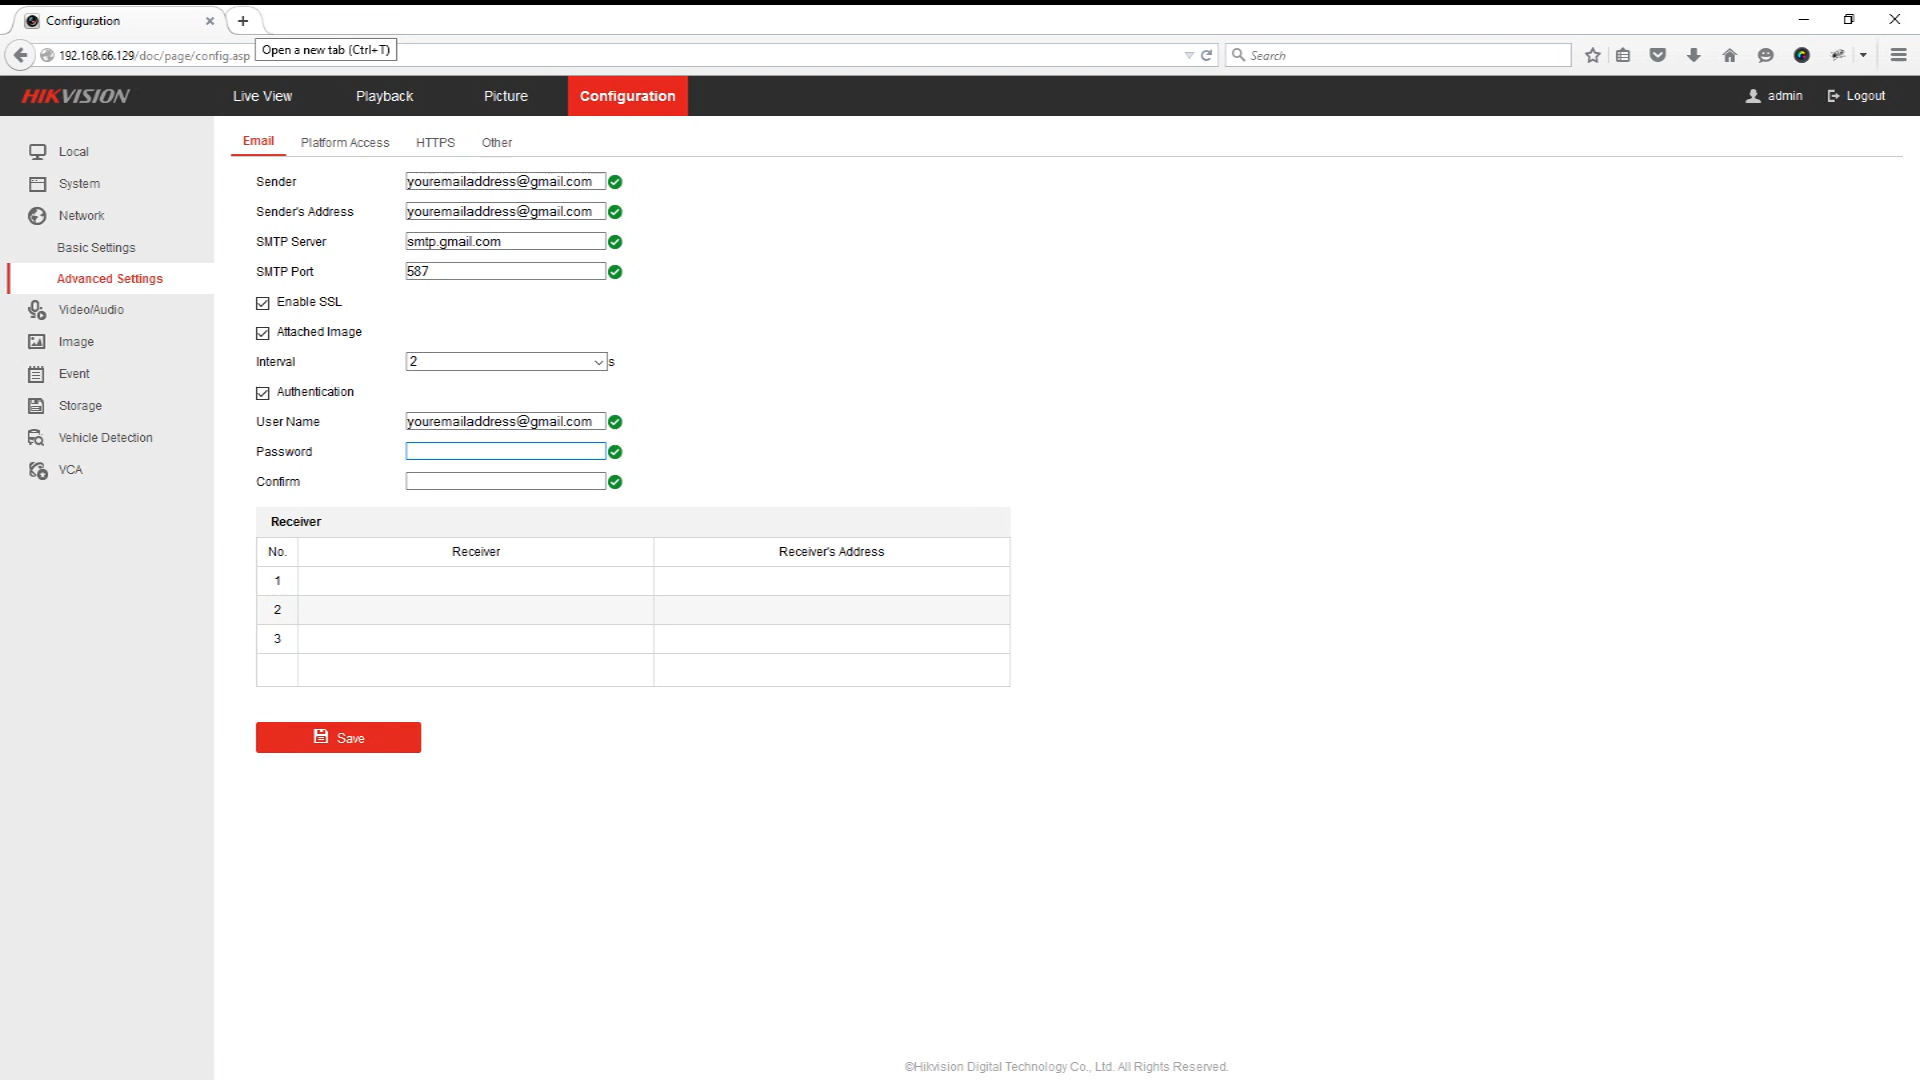 Configuration
Open a new tab (Ctrl+T)
192.168.66.129/doc/page/config.asp
Search
HIKVISION
Live View
Playback
Picture
Configuration
admin
Logout
Local
System
Network
Basic Settings
Advanced Settings
Video/Audio
Image
Event
Storage
Vehicle Detection
VCA
Email
Platform Access
HTTPS
Other
Sender youremailaddress@gmail.com
Sender's Address youremailaddress@gmail.com
SMTP Server smtp.gmail.com
SMTP Port 587
Enable SSL
Attached Image
Interval 2 s
Authentication
User Name youremailaddress@gmail.com
Password
Confirm
Receiver
No. Receiver Receiver's Address
1
2
3
Save
©Hikvision Digital Technology Co., Ltd. All Rights Reserved.